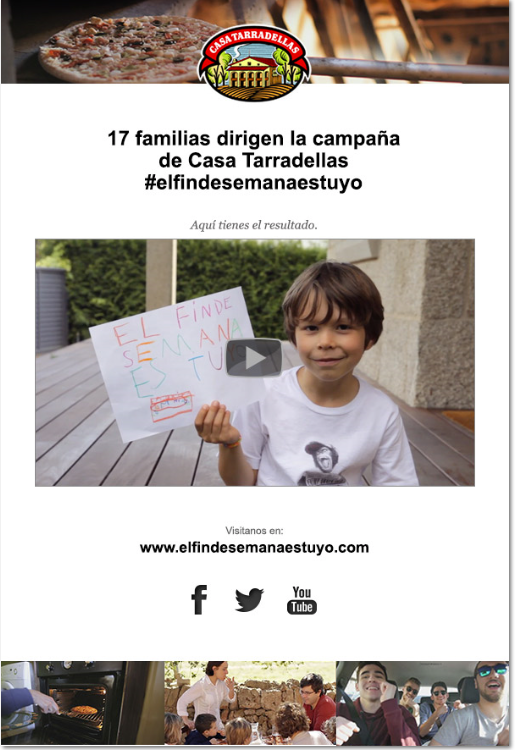 CASA TARRADELLAS
17 familias dirigen la campaña
de Casa Tarradellas
#elfindesemanaestuyo
Aquí tienes el resultado.
EL FINDE
SEMANA
ES TU
Visitanos en:
www.elfindesemanaestuyo.com
You
Tube